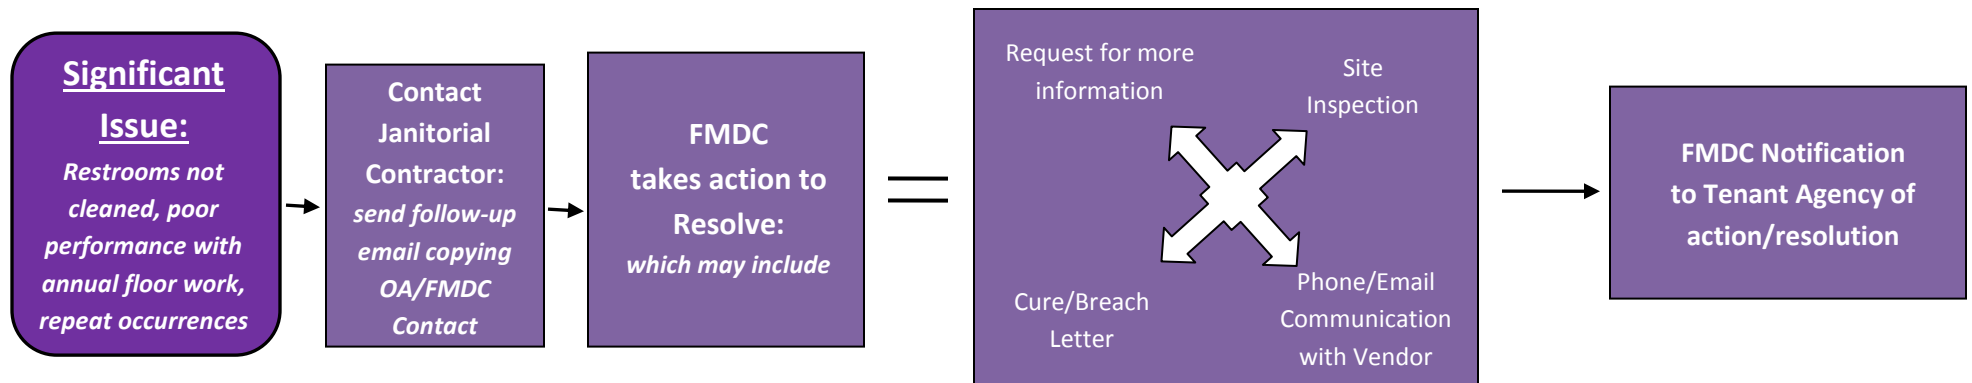 Significant
Issue:
Restrooms not
cleaned, poor
performance with
annual floor work,
repeat occurrences
Contact
Janitorial
Contractor:
send follow-up
email copying
OA/FMDC
Contact
FMDC
takes action to
Resolve:
which may include
Request for more
information
Site
Inspection
Cure/Breach
Letter
Phone/Email
Communication
with Vendor
FMDC Notification
to Tenant Agency of
action/resolution